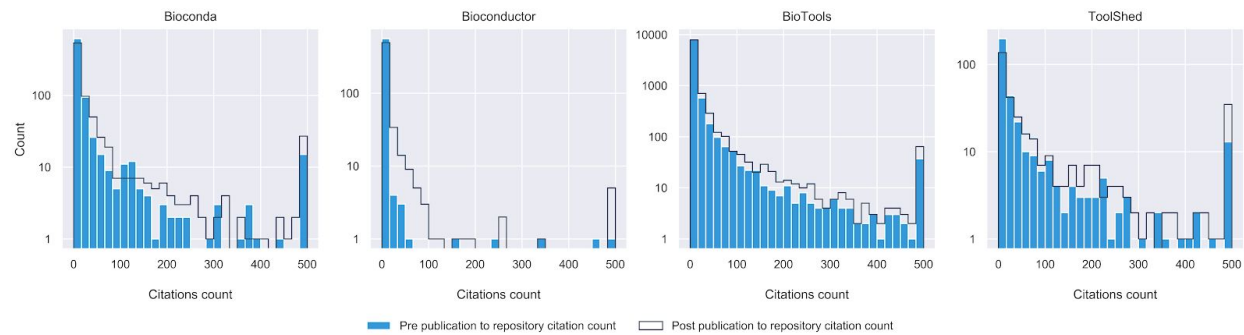 Bioconda
Bioconductor
BioTools
ToolShed
Count
100
10
1
0 100 200 300 400 500
Citations count
100
10
1
0 100 200 300 400 500
Citations count
10000
1000
100
10
1
0 100 200 300 400 500
Citations count
100
10
1
0 100 200 300 400 500
Citations count
Pre publication to repository citation count
Post publication to repository citation count